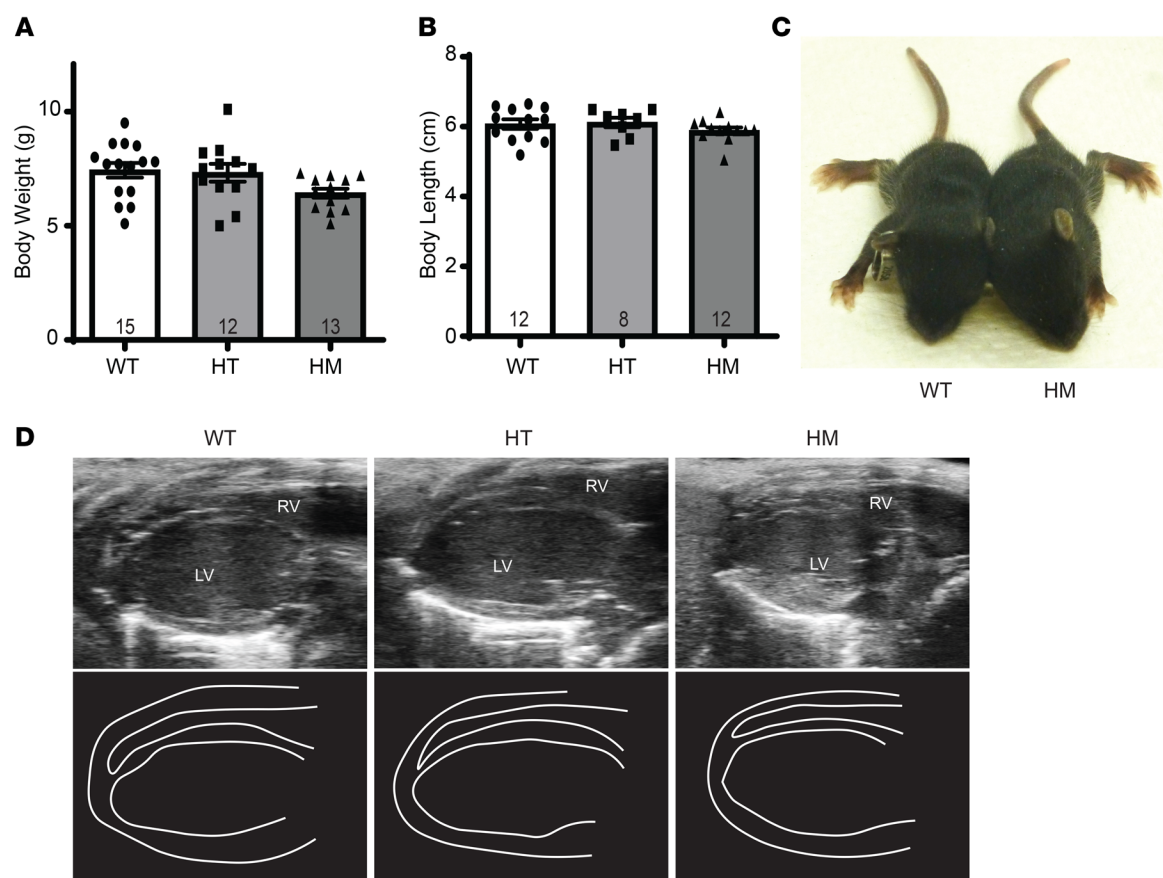 A
Body Weight (g)
10
5
0
15
12
13
WT
HT
HM
B
Body Length (cm)
8
6
4
2
0
12
8
12
WT
HT
HM
C
WT
HM
D
WT
HT
HM
RV
LV
RV
LV
RV
LV